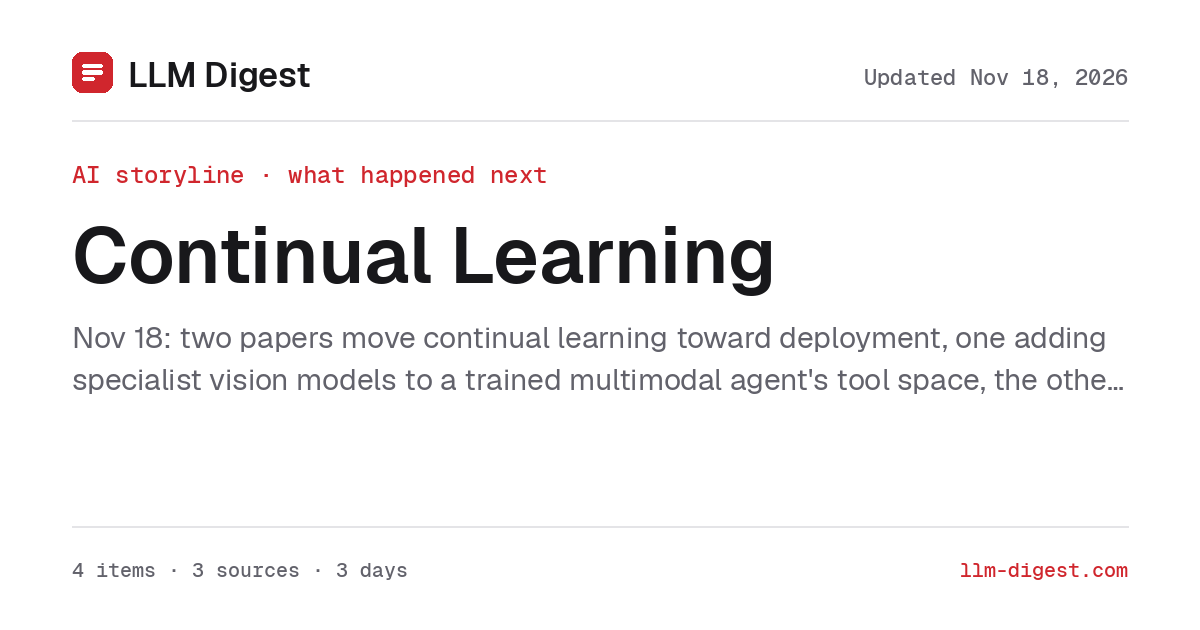 LLM Digest
Updated Nov 18, 2026
AI storyline · what happened next
Continual Learning
Nov 18: two papers move continual learning toward deployment, one adding
specialist vision models to a trained multimodal agent's tool space, the othe…
4 items · 3 sources · 3 days
llm-digest.com